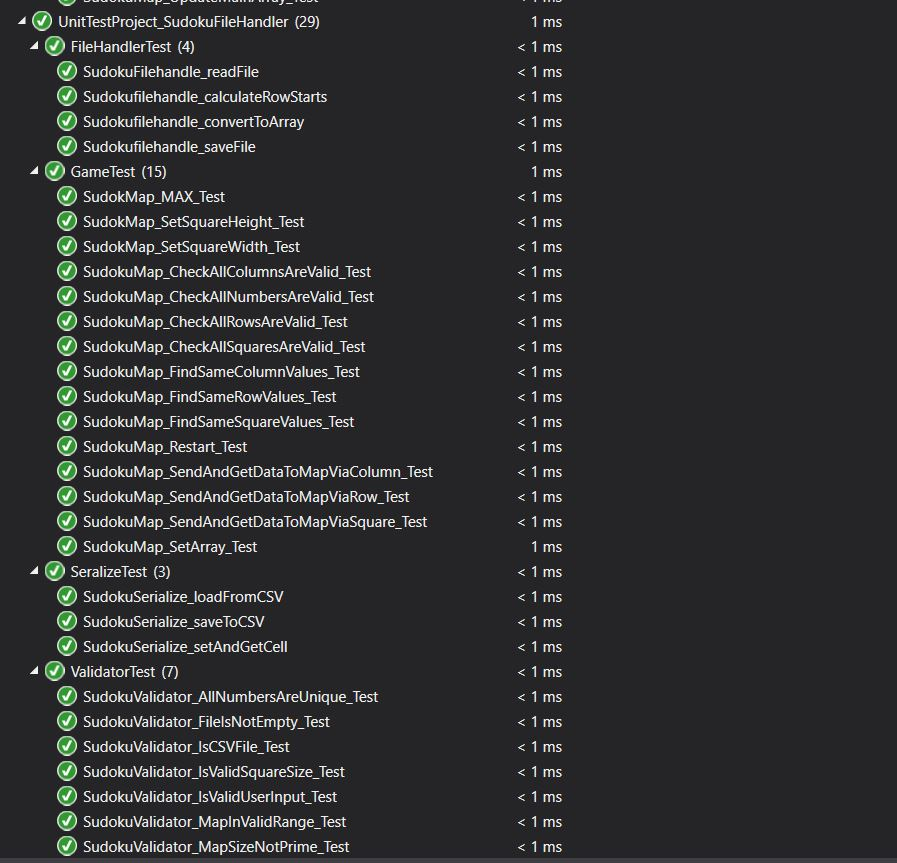 SudokuMap_UpdateMainArray_Test < 1 ms
UnitTestProject_SudokuFileHandler (29) 1 ms
FileHandlerTest (4) < 1 ms
SudokuFilehandle_readFile < 1 ms
Sudokufilehandle_calculateRowStarts < 1 ms
Sudokufilehandle_convertToArray < 1 ms
Sudokufilehandle_saveFile < 1 ms
GameTest (15) 1 ms
SudokMap_MAX_Test < 1 ms
SudokMap_SetSquareHeight_Test < 1 ms
SudokMap_SetSquareWidth_Test < 1 ms
SudokuMap_CheckAllColumnsAreValid_Test < 1 ms
SudokuMap_CheckAllNumbersAreValid_Test < 1 ms
SudokuMap_CheckAllRowsAreValid_Test < 1 ms
SudokuMap_CheckAllSquaresAreValid_Test < 1 ms
SudokuMap_FindSameColumnValues_Test < 1 ms
SudokuMap_FindSameRowValues_Test < 1 ms
SudokuMap_FindSameSquareValues_Test < 1 ms
SudokuMap_Restart_Test < 1 ms
SudokuMap_SendAndGetDataToMapViaColumn_Test < 1 ms
SudokuMap_SendAndGetDataToMapViaRow_Test < 1 ms
SudokuMap_SendAndGetDataToMapViaSquare_Test < 1 ms
SudokuMap_SetArray_Test 1 ms
SeralizeTest (3) < 1 ms
SudokuSerialize_loadFromCSV < 1 ms
SudokuSerialize_saveToCSV < 1 ms
SudokuSerialize_setAndGetCell < 1 ms
ValidatorTest (7) < 1 ms
SudokuValidator_AllNumbersAreUnique_Test < 1 ms
SudokuValidator_FileIsNotEmpty_Test < 1 ms
SudokuValidator_IsCSVFile_Test < 1 ms
SudokuValidator_IsValidSquareSize_Test < 1 ms
SudokuValidator_IsValidUserInput_Test < 1 ms
SudokuValidator_MapInValidRange_Test < 1 ms
SudokuValidator_MapSizeNotPrime_Test < 1 ms